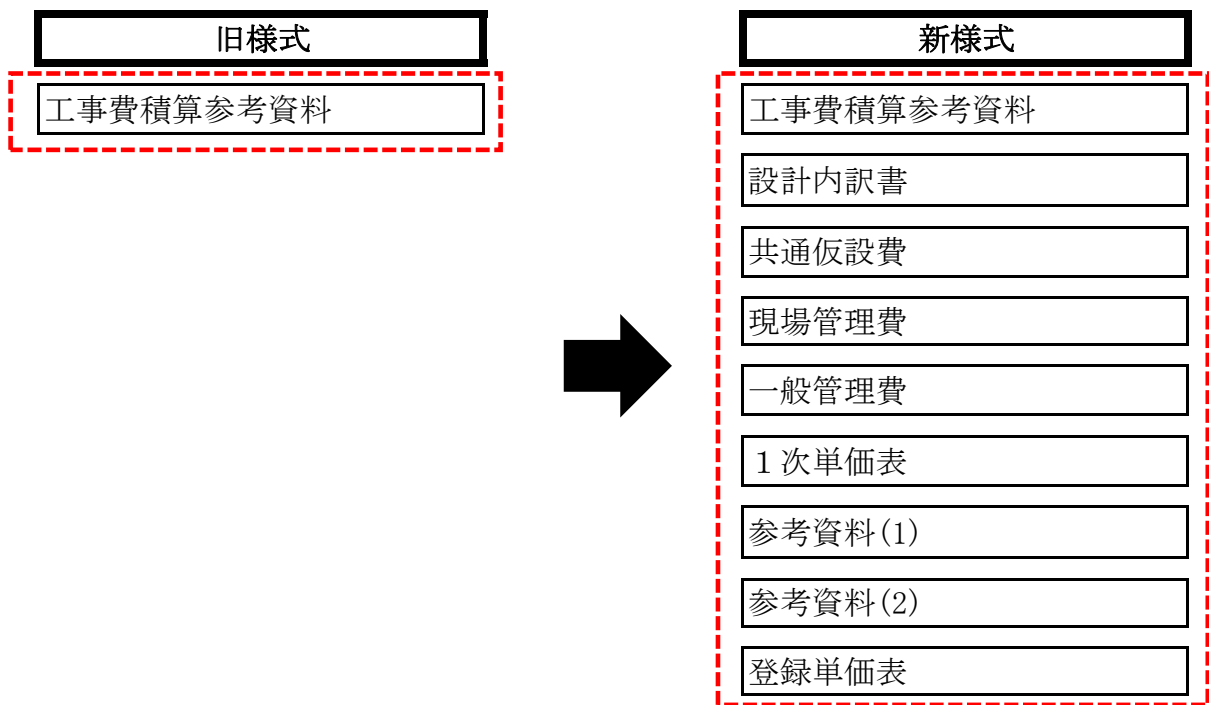 旧様式
工事費積算参考資料
新様式
工事費積算参考資料
設計内訳書
共通仮設費
現場管理費
一般管理費
１次単価表
参考資料(1)
参考資料(2)
登録単価表